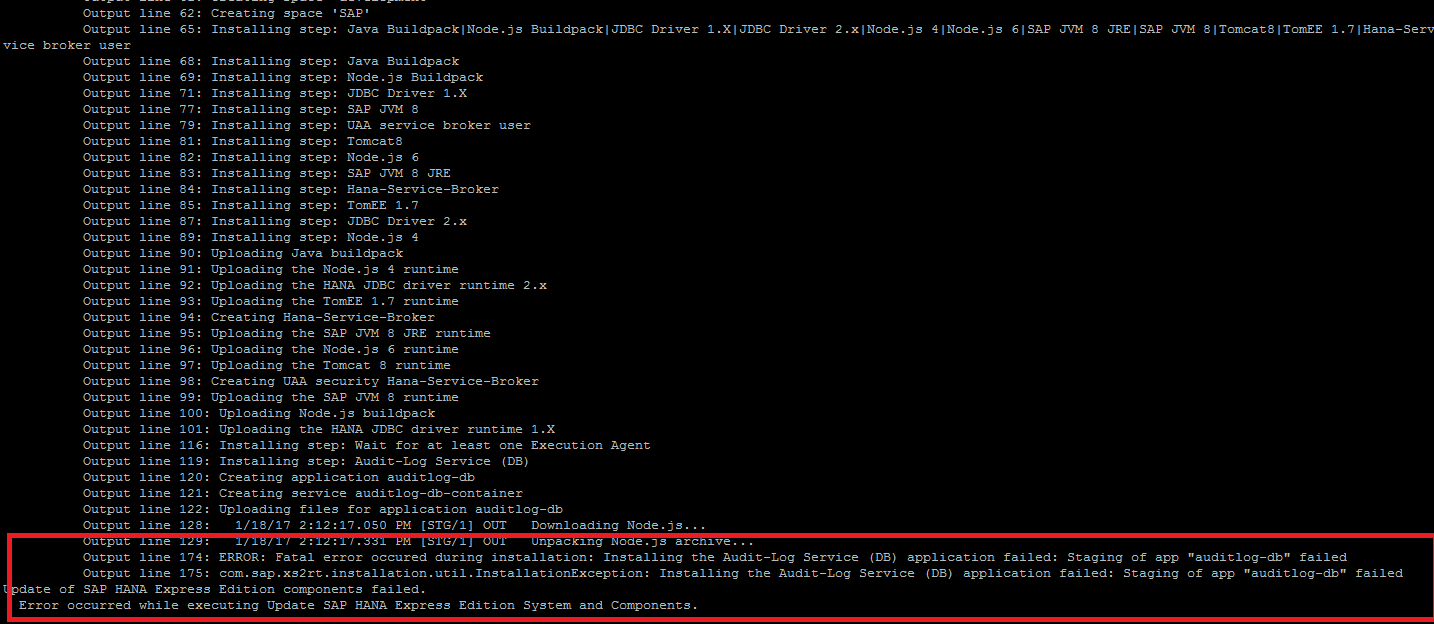 Output line 62: Creating space 'SAP'
Output line 65: Installing step: Java Buildpack|Node.js Buildpack|JDBC Driver 1.X|JDBC Driver 2.x|Node.js 4|Node.js 6|SAP JVM 8 JRE|SAP JVM 8|Tomcat8|TomEE 1.7|Hana-Ser
vice broker user
Output line 68: Installing step: Java Buildpack
Output line 69: Installing step: Node.js Buildpack
Output line 71: Installing step: JDBC Driver 1.X
Output line 77: Installing step: SAP JVM 8
Output line 79: Installing step: UAA service broker user
Output line 81: Installing step: Tomcat8
Output line 82: Installing step: Node.js 6
Output line 83: Installing step: SAP JVM 8 JRE
Output line 84: Installing step: Hana-Service-Broker
Output line 85: Installing step: TomEE 1.7
Output line 87: Installing step: JDBC Driver 2.x
Output line 89: Installing step: Node.js 4
Output line 90: Uploading Java buildpack
Output line 91: Uploading the Node.js 4 runtime
Output line 92: Uploading the HANA JDBC driver runtime 2.x
Output line 93: Uploading the TomEE 1.7 runtime
Output line 94: Creating Hana-Service-Broker
Output line 95: Uploading the SAP JVM 8 JRE runtime
Output line 96: Uploading the Node.js 6 runtime
Output line 97: Uploading the Tomcat 8 runtime
Output line 98: Creating UAA security Hana-Service-Broker
Output line 99: Uploading the SAP JVM 8 runtime
Output line 100: Uploading Node.js buildpack
Output line 101: Uploading the HANA JDBC driver runtime 1.X
Output line 116: Installing step: Wait for at least one Execution Agent
Output line 119: Installing step: Audit-Log Service (DB)
Output line 120: Creating application auditlog-db
Output line 121: Creating service auditlog-db-container
Output line 122: Uploading files for application auditlog-db
Output line 128: 1/18/17 2:12:17.050 PM [STG/1] OUT Downloading Node.js...
Output line 129: 1/18/17 2:12:17.331 PM [STG/1] OUT Unpacking Node.js archive...
Output line 174: ERROR: Fatal error occured during installation: Installing the Audit-Log Service (DB) application failed: Staging of app "auditlog-db" failed
Output line 175: com.sap.xs2rt.installation.util.InstallationException: Installing the Audit-Log Service (DB) application failed: Staging of app "auditlog-db" failed
Update of SAP HANA Express Edition components failed.
Error occurred while executing Update SAP HANA Express Edition System and Components.